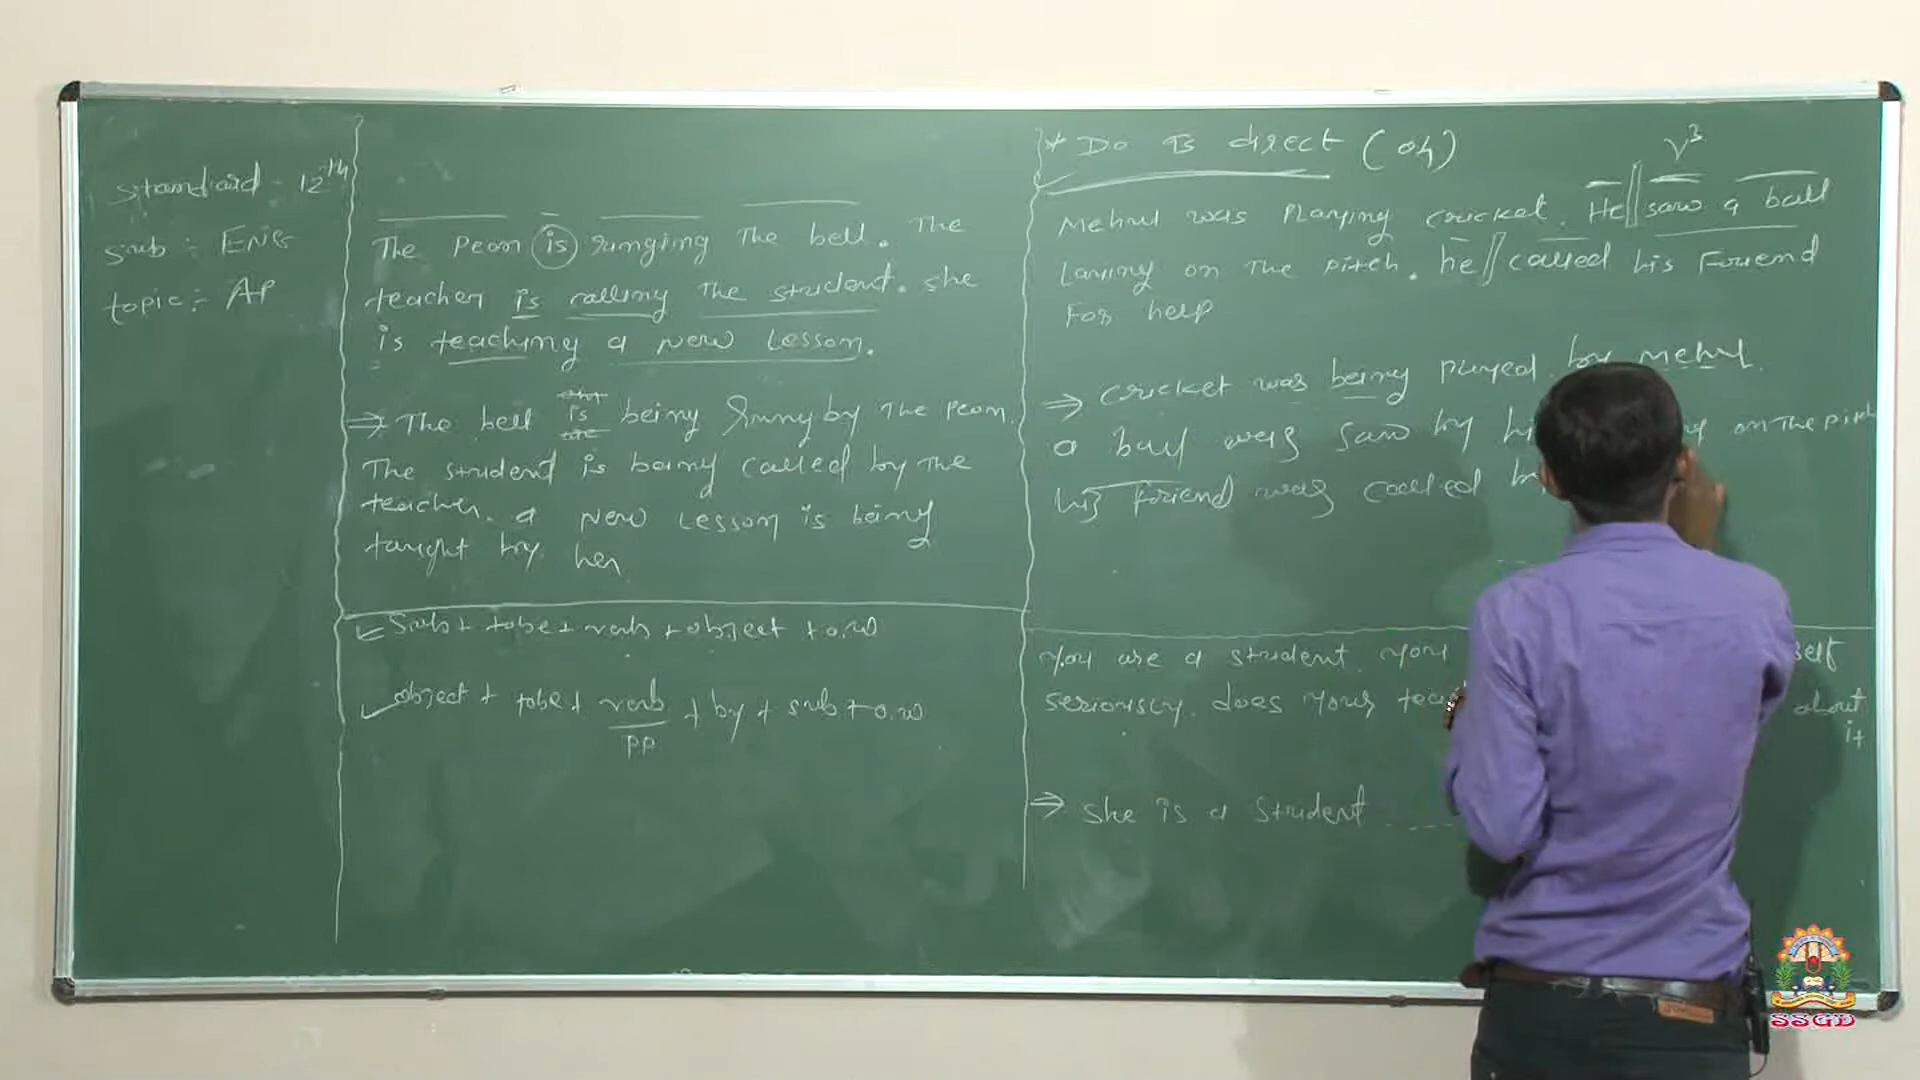 Standard - 12th
Sub : ENG
topic :- AP
The Peon is ringing The bell. The
teacher is calling The student. she
is teaching a new Lesson.
⇒ The bell is being Rung by The Peon.
The student is being called by the
teacher. a New Lesson is being
taught by her
Sub + tobe + verb + object + o.w
object + tobe + verb + by + sub + o.w
PP
* Do as direct (04)
V3
Mehul was Playing cricket. He saw a ball
Laying on The pitch. he called his Friend
For help
⇒ cricket was being played by Mehul.
a ball was saw by on The pitch
his friend was called
You are a student. You self
seriously. does your about
it
⇒ She is a student ----
SSGD